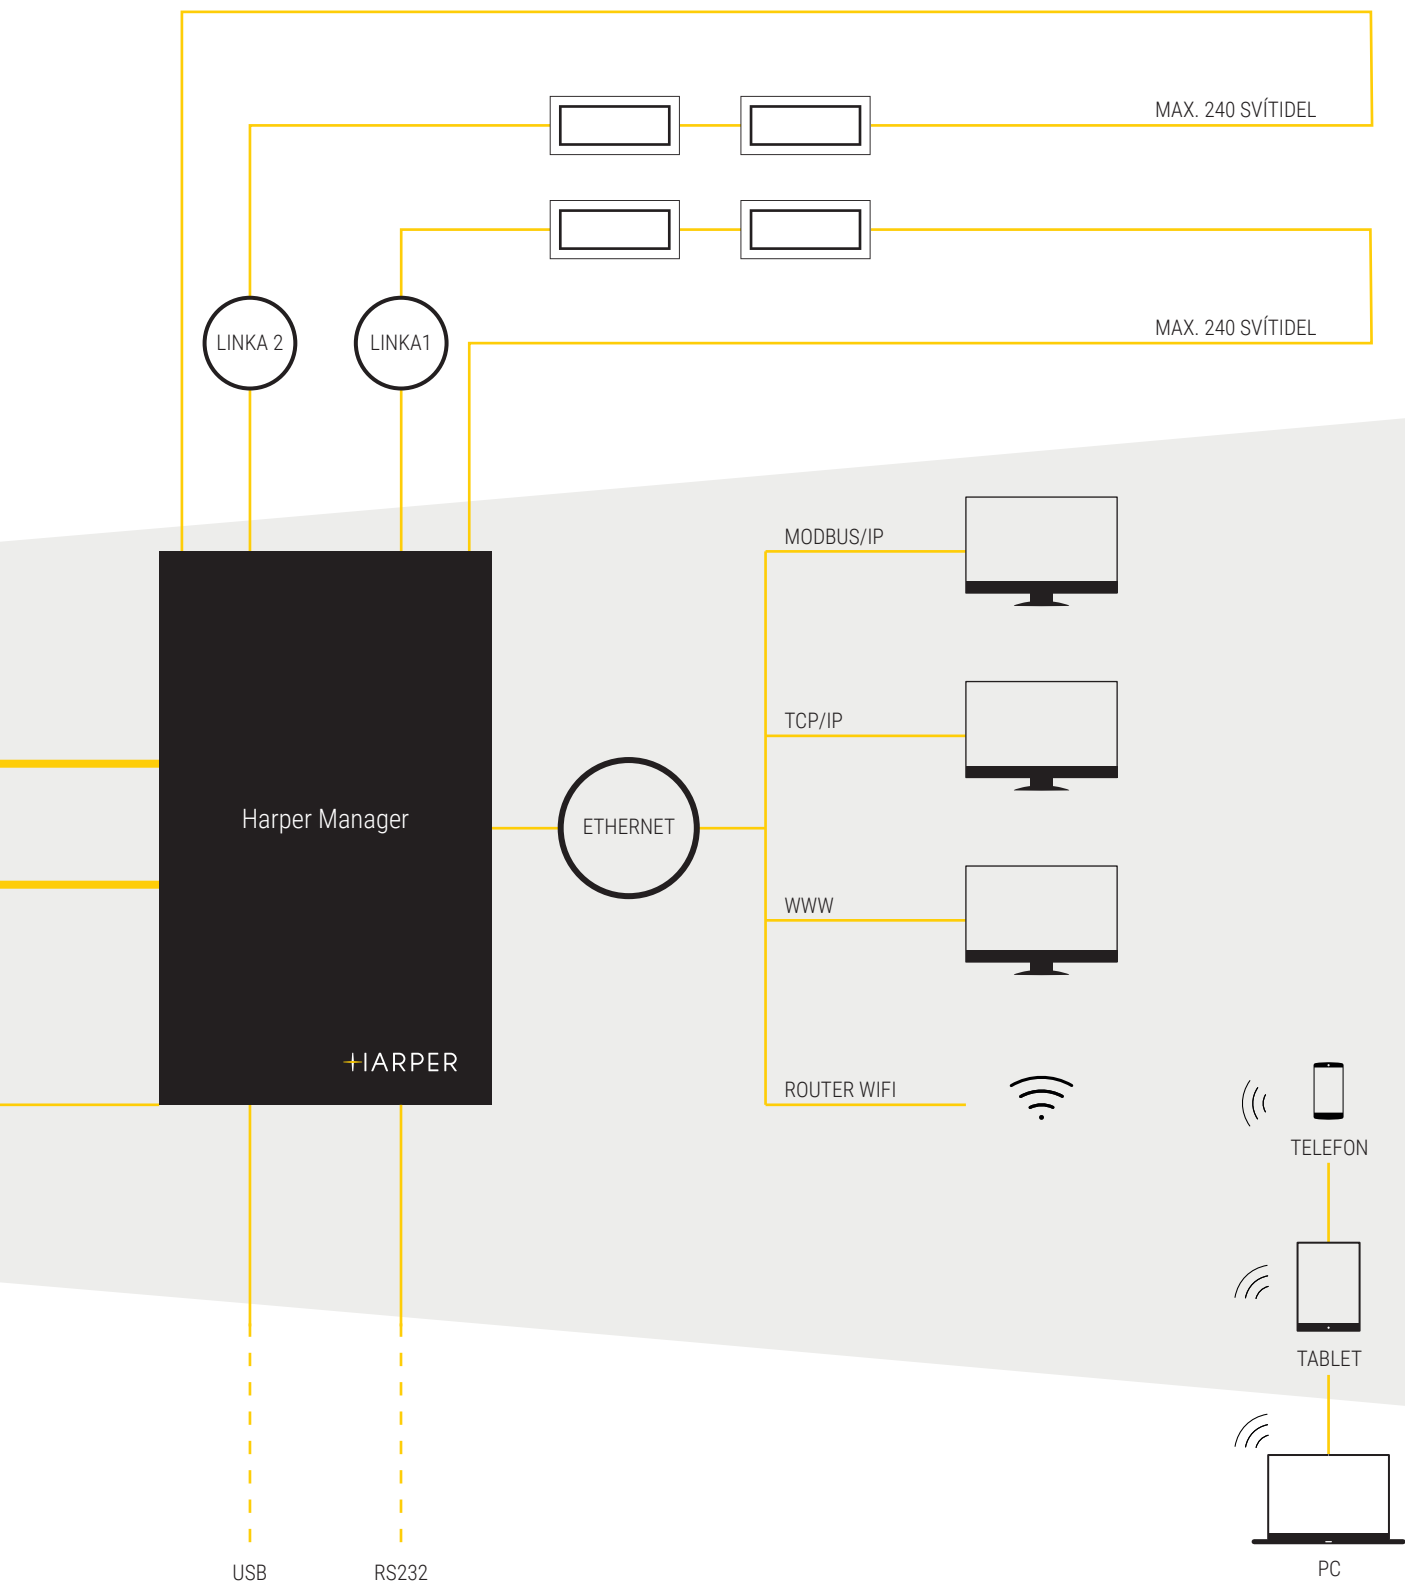 MAX. 240 SVÍTIDEL
MAX. 240 SVÍTIDEL
LINKA 2
LINKA1
MODBUS/IP
TCP/IP
Harper Manager
ETHERNET
WWW
HARPER
ROUTER WIFI
TELEFON
TABLET
PC
USB
RS232